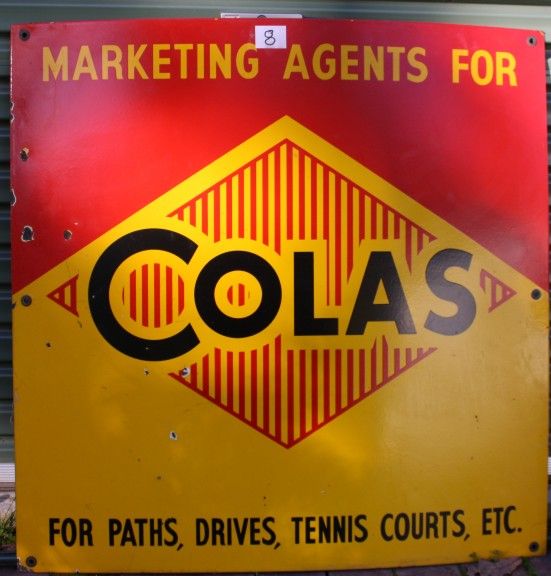 8
MARKETING AGENTS FOR
COLAS
FOR PATHS, DRIVES, TENNIS COURTS, ETC.